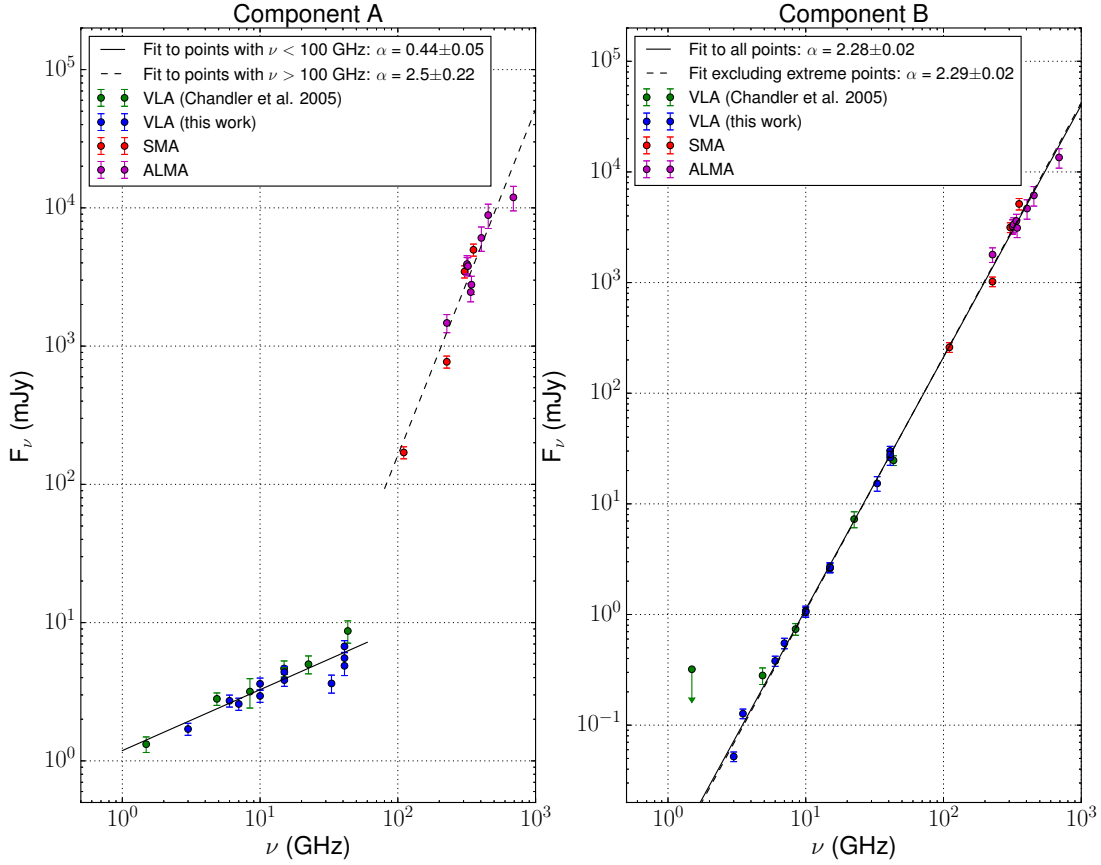 Component A
Fit to points with ν < 100 GHz: α = 0.44±0.05
Fit to points with ν > 100 GHz: α = 2.5±0.22
VLA (Chandler et al. 2005)
VLA (this work)
SMA
ALMA
10^5
10^4
10^3
10^2
10^1
10^0
F_ν (mJy)
10^0 10^1 10^2 10^3
ν (GHz)
Component B
Fit to all points: α = 2.28±0.02
Fit excluding extreme points: α = 2.29±0.02
VLA (Chandler et al. 2005)
VLA (this work)
SMA
ALMA
10^5
10^4
10^3
10^2
10^1
10^0
10^−1
F_ν (mJy)
10^0 10^1 10^2 10^3
ν (GHz)